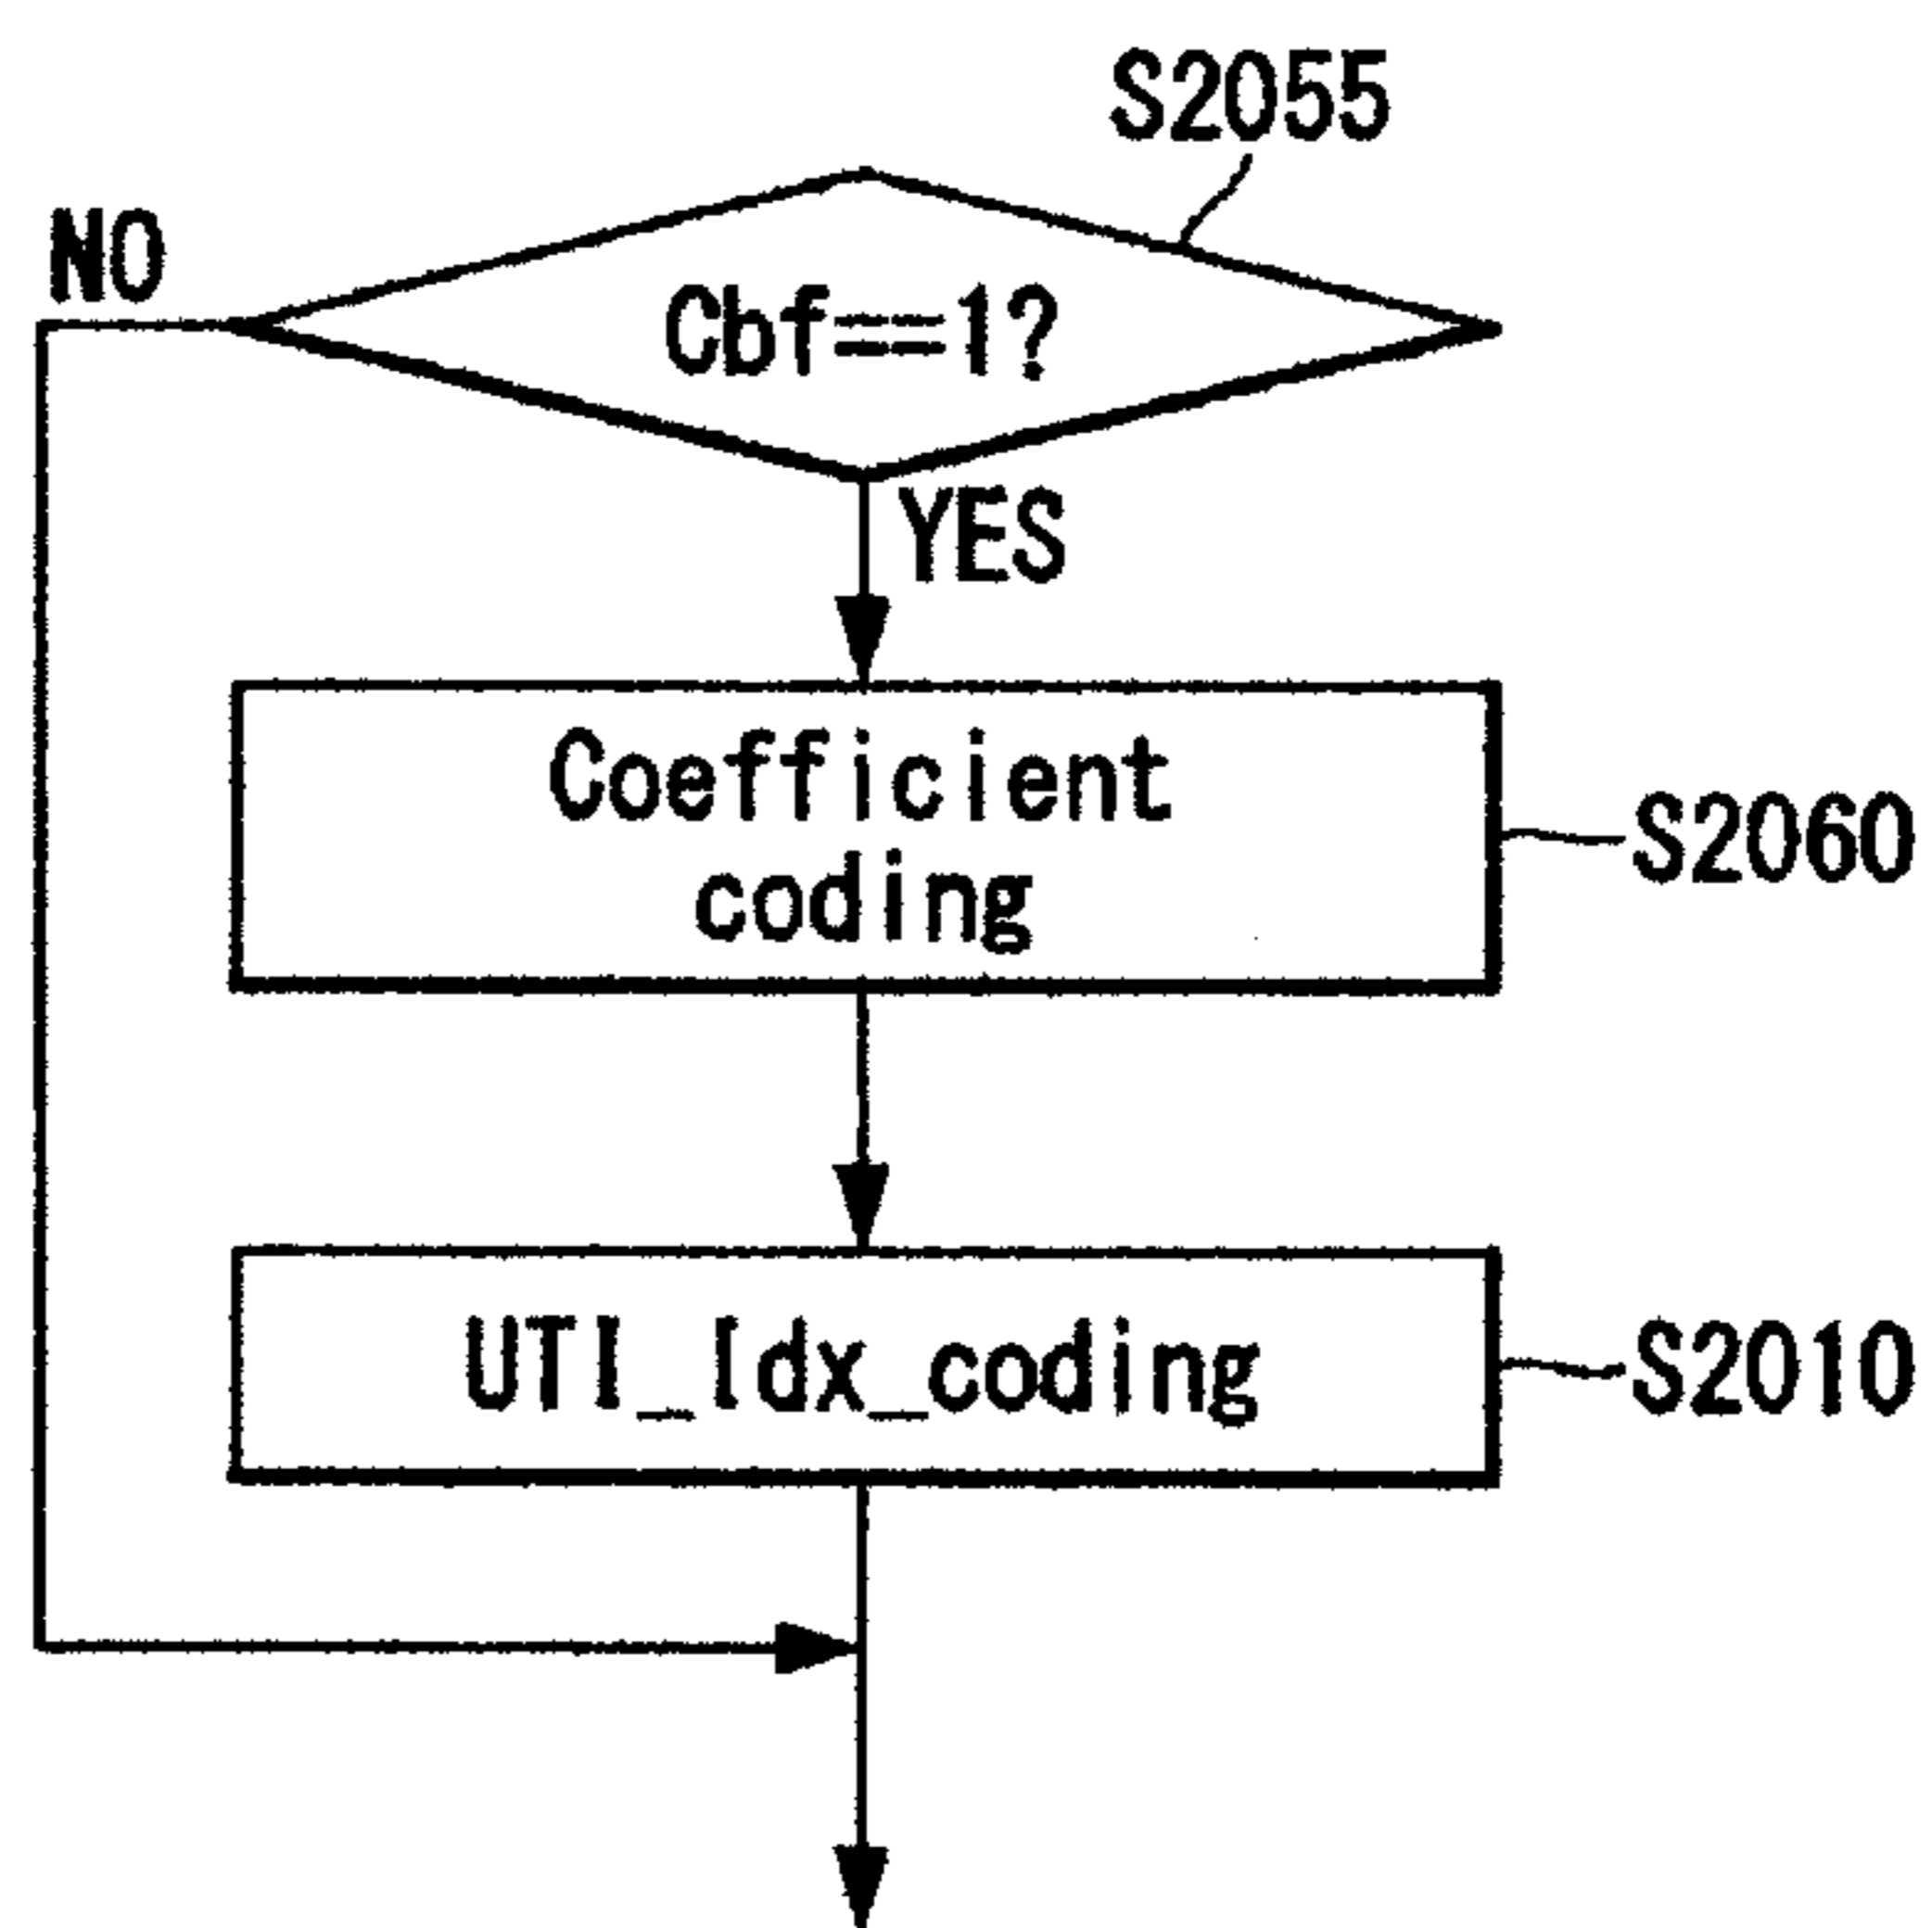 S2055
NO
Cbf==1?
YES
Coefficient
coding
S2060
UTI_Idx_coding
S2010